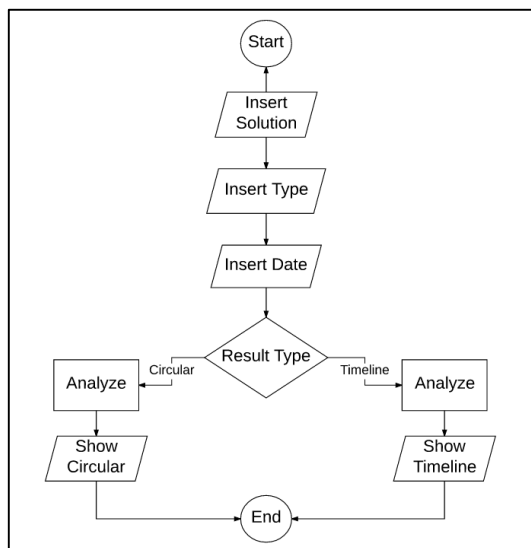 Start
Insert
Solution
Insert Type
Insert Date
Result Type
Circular
Timeline
Analyze
Analyze
Show
Circular
Show
Timeline
End